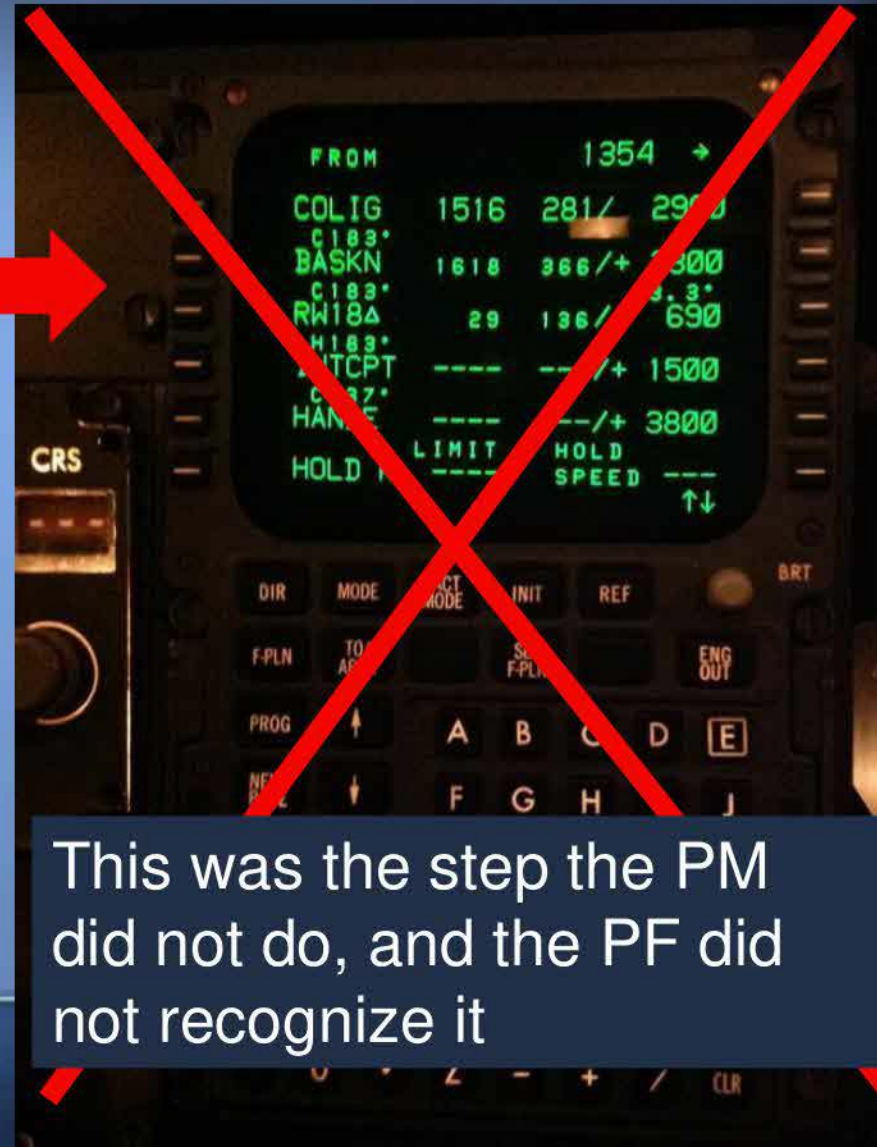 FROM 1354 →
COLIG 1516 281/
C183°
BASKN 1618 366/+
C183° 3.3°
RW18∆ 29 136/ 690
H183°
---- /+ 1500
---- --/+ 3800
LIMIT HOLD
HOLD ---- SPEED ---
↑↓
CRS
---
BRT
DIR MODE INIT REF
F-PLN ENG
OUT
PROG ↑ A B D E
↓ F G H J
This was the step the PM
did not do, and the PF did
not recognize it
- + / CLR